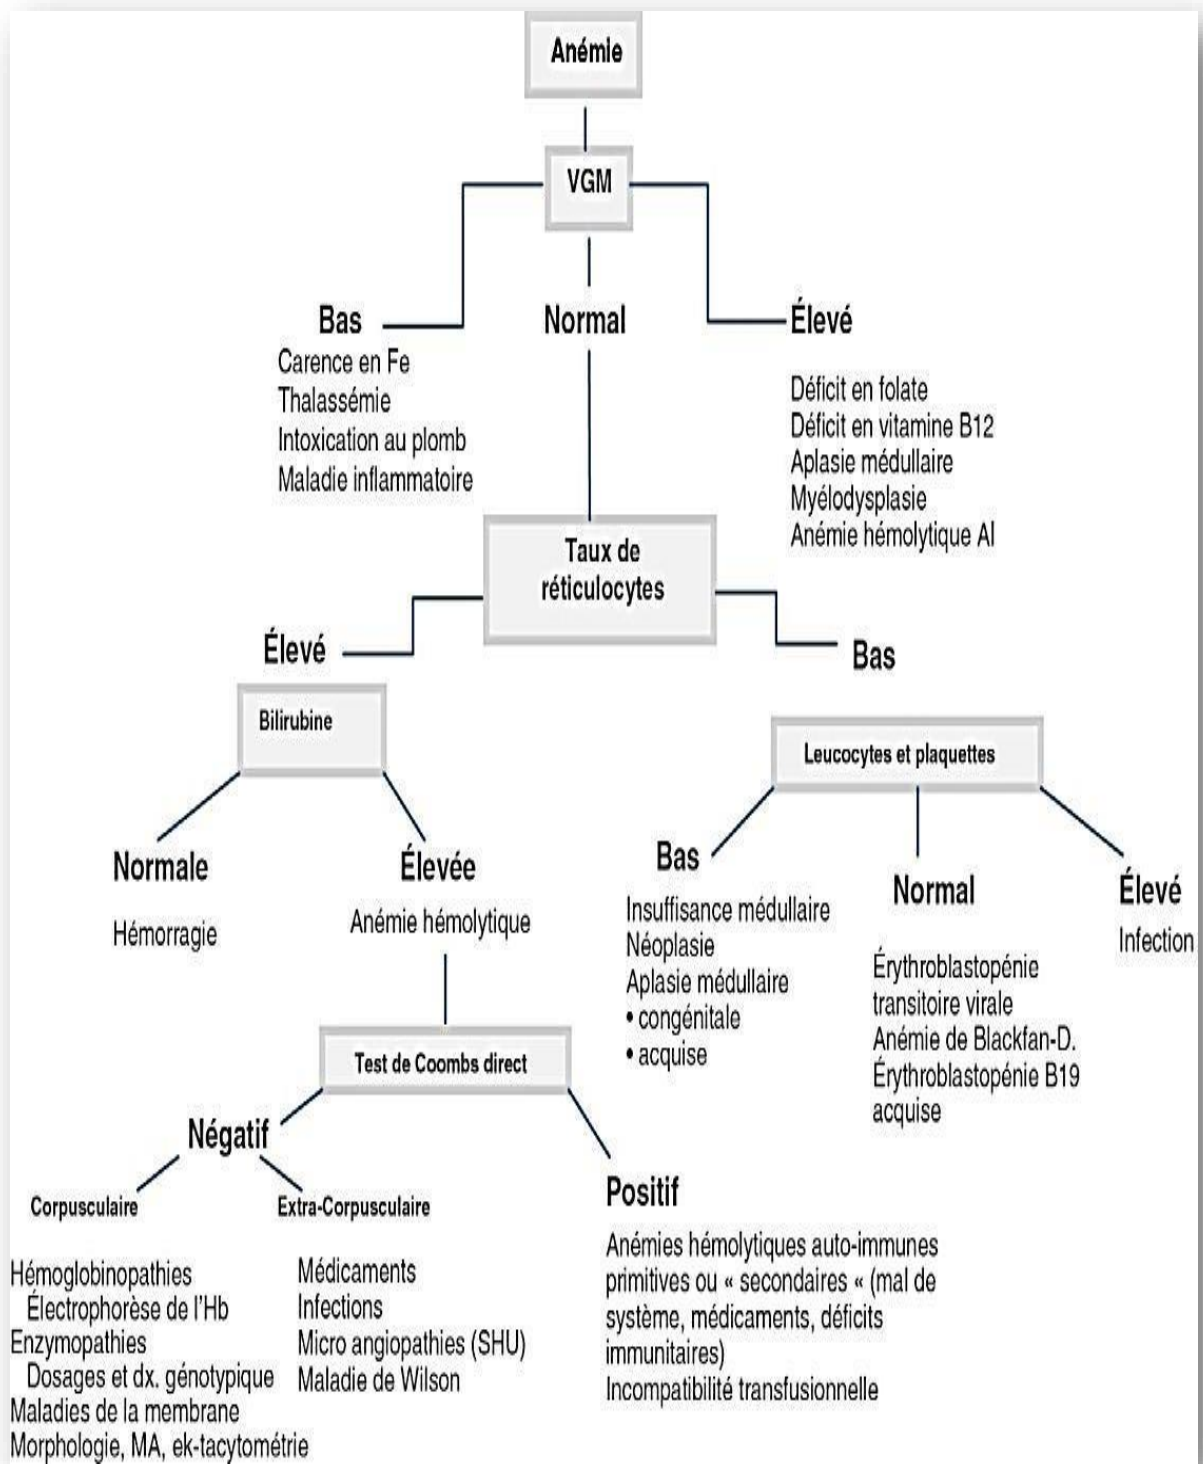 Anémie
VGM
Bas
Carence en Fe
Thalassémie
Intoxication au plomb
Maladie inflammatoire
Normal
Élevé
Déficit en folate
Déficit en vitamine B12
Aplasie médullaire
Myélodysplasie
Anémie hémolytique AI
Taux de
réticulocytes
Élevé
Bas
Bilirubine
Normale
Hémorragie
Élevée
Anémie hémolytique
Leucocytes et plaquettes
Bas
Insuffisance médullaire
Néoplasie
Aplasie médullaire
• congénitale
• acquise
Normal
Érythroblastopénie
transitoire virale
Anémie de Blackfan-D.
Érythroblastopénie B19
acquise
Élevé
Infection
Test de Coombs direct
Négatif
Corpusculaire
Hémoglobinopathies
Électrophorèse de l'Hb
Enzymopathies
Dosages et dx. génotypique
Maladies de la membrane
Morphologie, MA, ek-tacytométrie
Extra-Corpusculaire
Médicaments
Infections
Micro angiopathies (SHU)
Maladie de Wilson
Positif
Anémies hémolytiques auto-immunes
primitives ou « secondaires « (mal de
système, médicaments, déficits
immunitaires)
Incompatibilité transfusionnelle